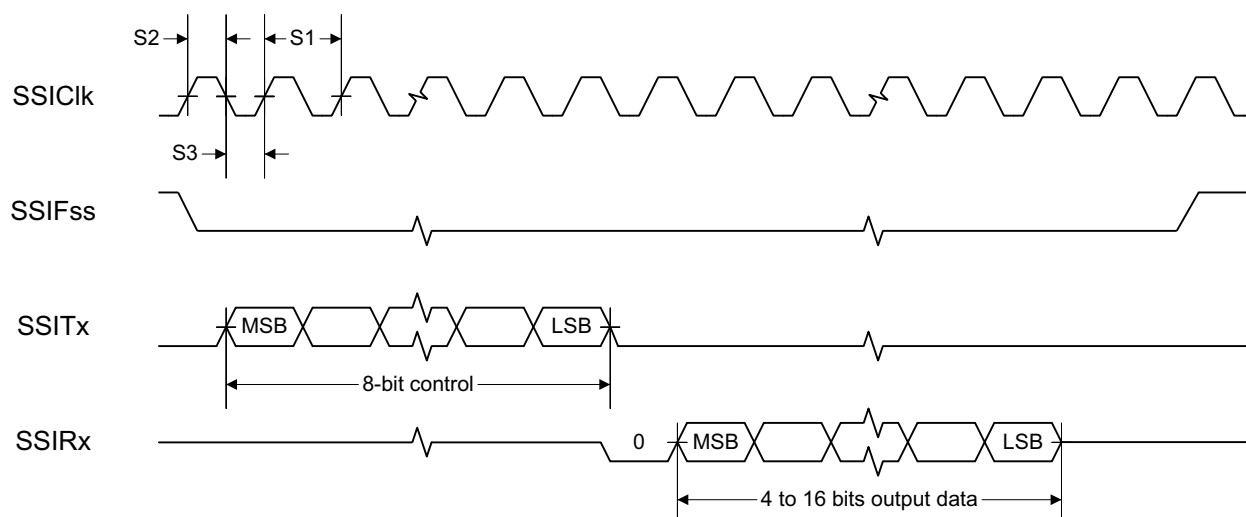 S2
S1
SSIClk
S3
SSIFss
SSITx
MSB
LSB
8-bit control
SSIRx
0
MSB
LSB
4 to 16 bits output data